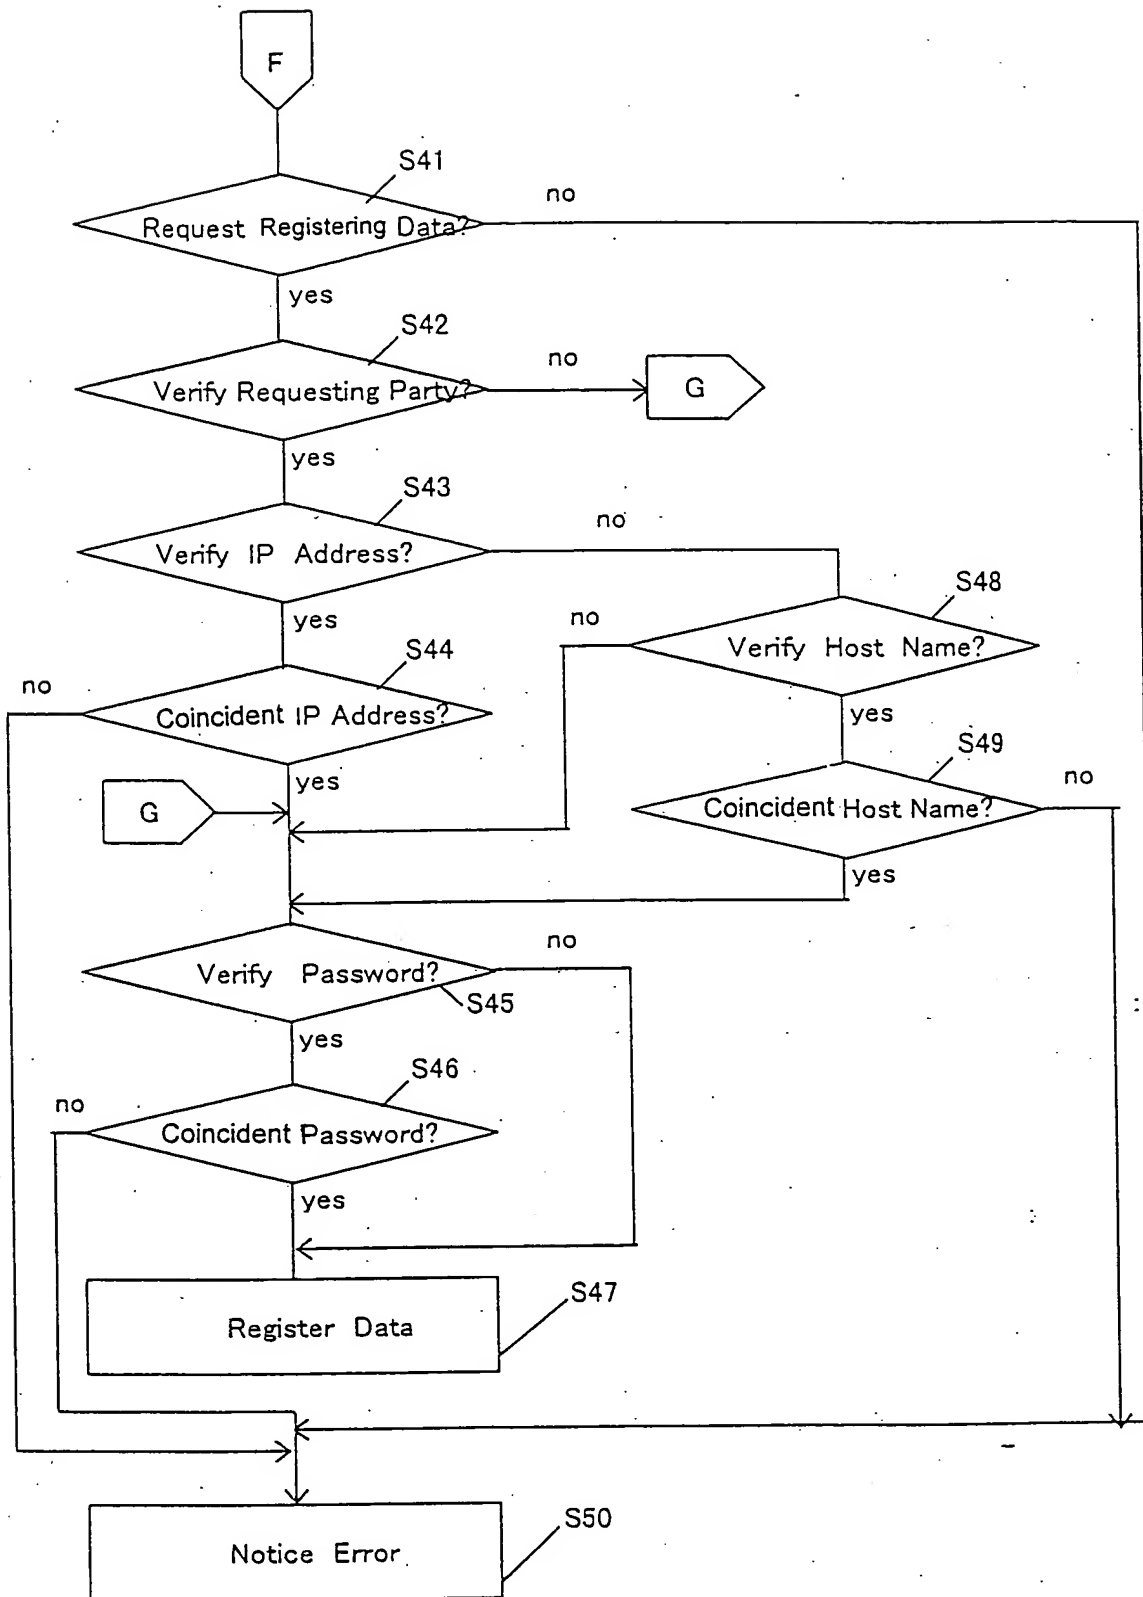 F
S41
no
Request Registering Data?
yes
S42
no
Verify Requesting Party?
G
yes
S43
no
Verify IP Address?
S48
yes
no
Verify Host Name?
S44
no
Coincident IP Address?
yes
S49
yes
no
G
Coincident Host Name?
yes
no
Verify Password?
S45
yes
S46
no
Coincident Password?
yes
S47
Register Data
S50
Notice Error